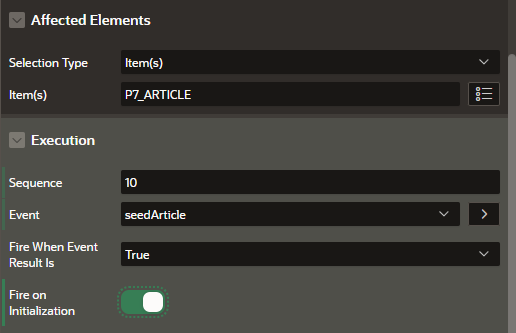 Affected Elements
Selection Type
Item(s)
Item(s)
P7_ARTICLE
Execution
Sequence
10
Event
seedArticle
Fire When Event
Result Is
True
Fire on
Initialization